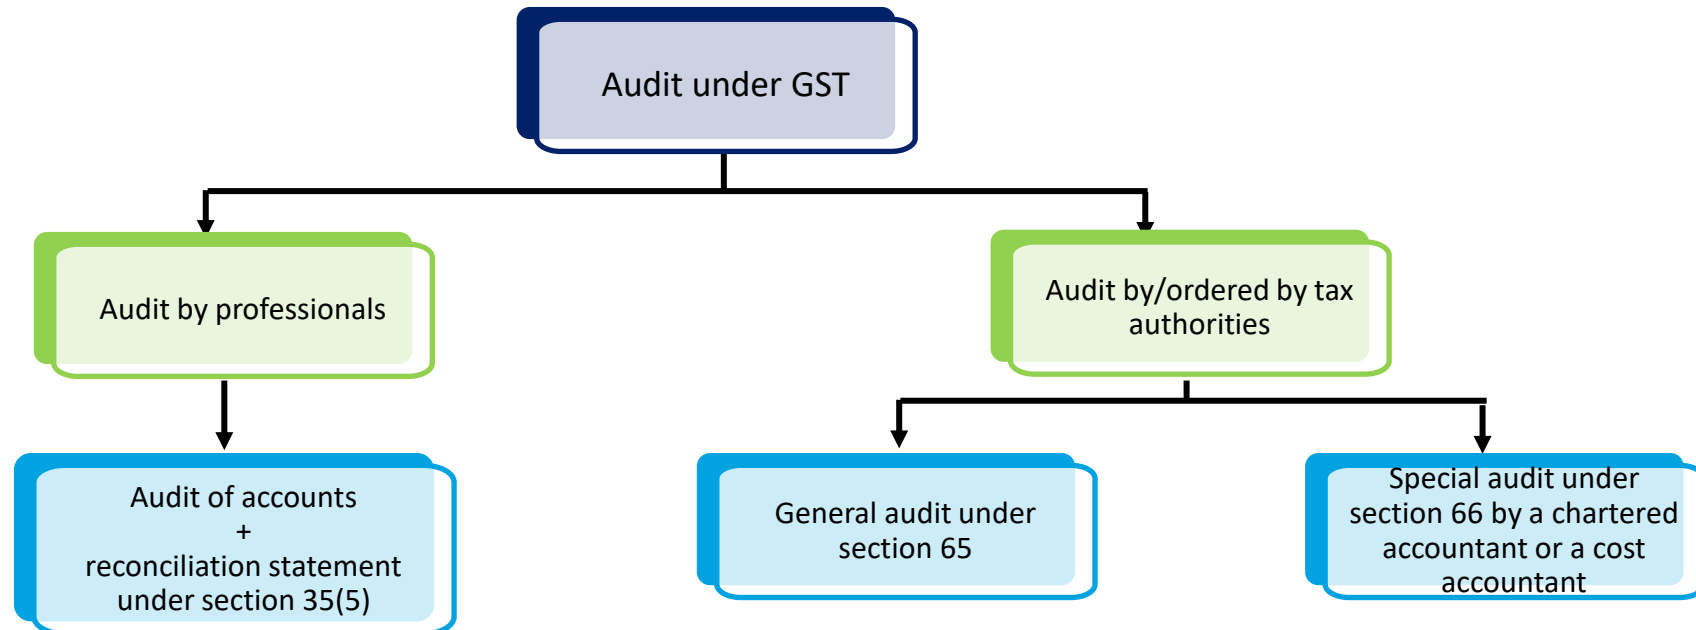 Audit under GST
Audit by professionals
Audit by/ordered by tax
authorities
Audit of accounts
+
reconciliation statement
under section 35(5)
General audit under
section 65
Special audit under
section 66 by a chartered
accountant or a cost
accountant